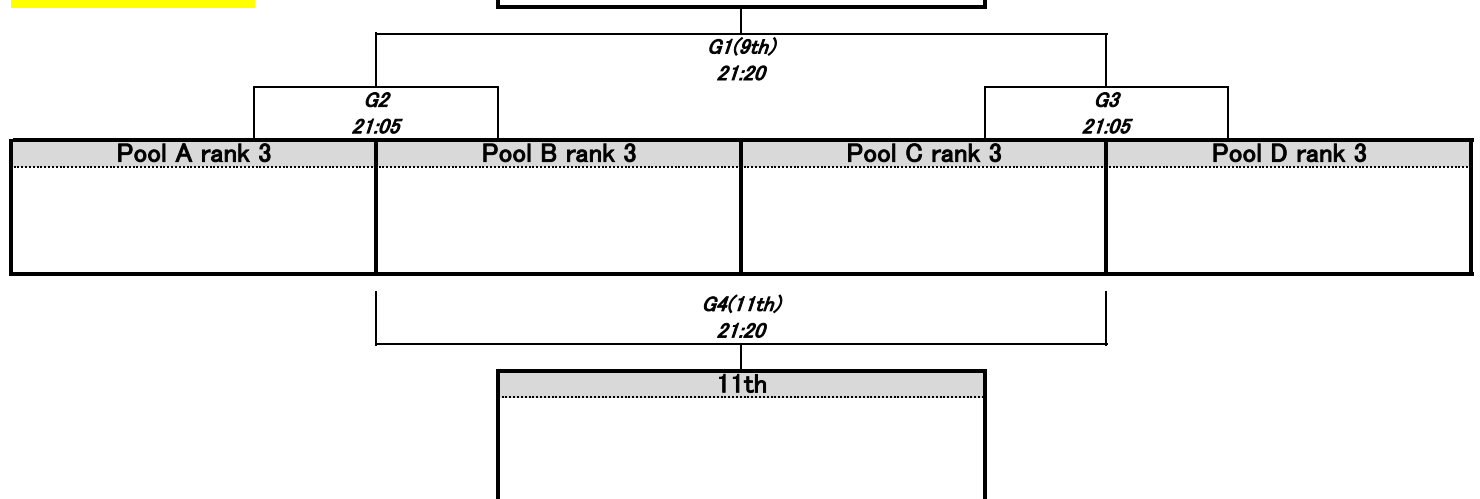 G1(9th)
21:20
G2
21:05
G3
21:05
Pool A rank 3
Pool B rank 3
Pool C rank 3
Pool D rank 3
G4(11th)
21:20
11th